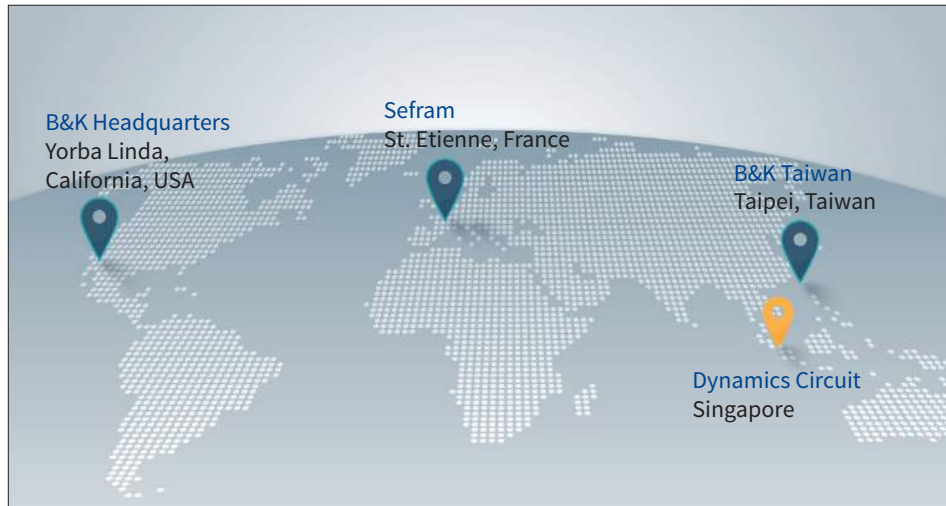 B&K Headquarters
Yorba Linda,
California, USA
Sefram
St. Etienne, France
B&K Taiwan
Taipei, Taiwan
Dynamics Circuit
Singapore